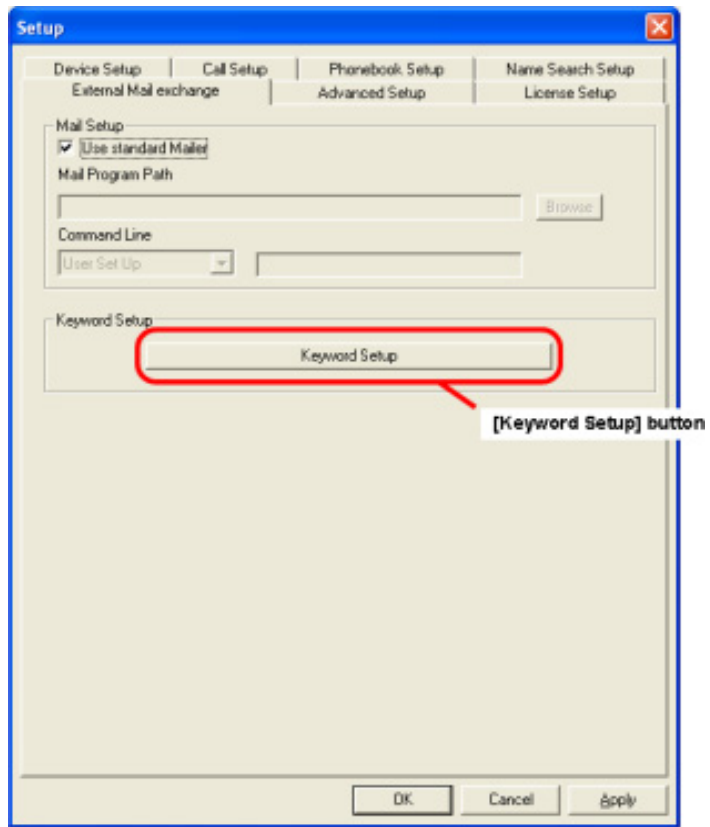 Setup
Device Setup Call Setup Phonebook Setup Name Search Setup
External Mail exchange Advanced Setup License Setup
Mail Setup
Use standard Mailer
Mail Program Path
Browse
Command Line
User Set Up
Keyword Setup
Keyword Setup
[Keyword Setup] button
OK Cancel Apply